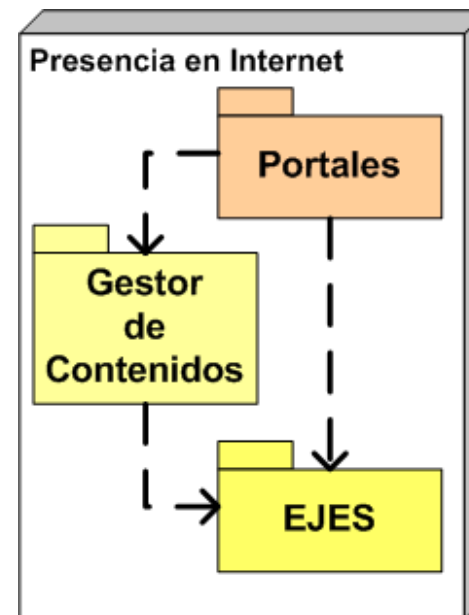 Presencia en Internet
Portales
Gestor
de
Contenidos
EJES